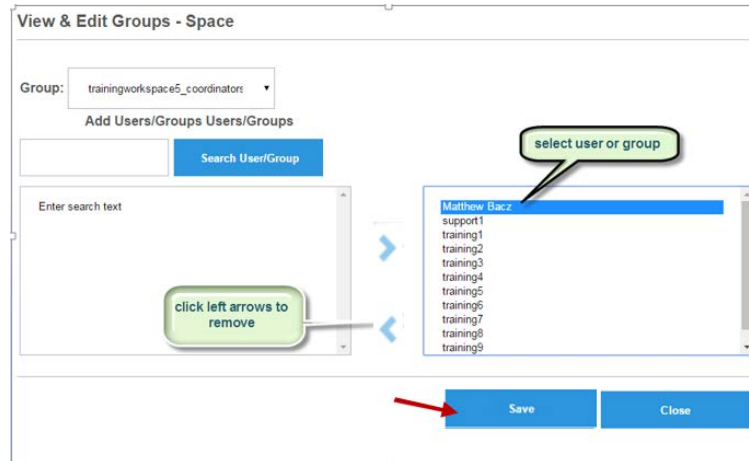 View & Edit Groups - Space
Group:
trainingworkspace5_coordinators
Add Users/Groups Users/Groups
Search User/Group
select user or group
Enter search text
Matthew Bacz
support1
training1
training2
training3
training4
training5
training6
training7
training8
training9
click left arrows to
remove
Save
Close